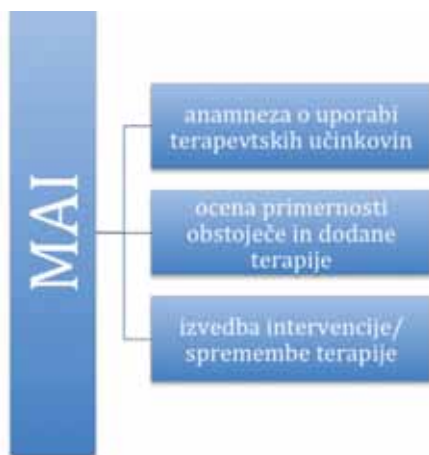 MAI
anamneza o uporabi
terapevtskih učinkovin
ocena primernosti
obstoječe in dodane
terapije
izvedba intervencije/
spremembe terapije